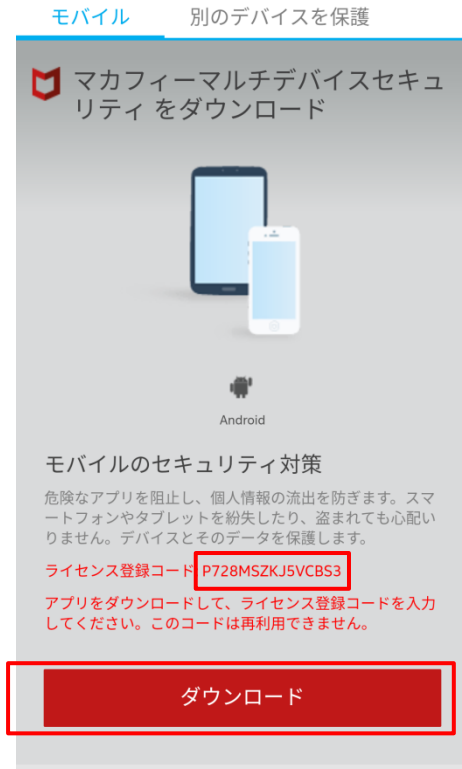 モバイル 別のデバイスを保護
マカフィーマルチデバイスセキュ
リティ をダウンロード
Android
モバイルのセキュリティ対策
危険なアプリを阻止し、個人情報の流出を防ぎます。スマ
ートフォンやタブレットを紛失したり、盗まれても心配い
りません。デバイスとそのデータを保護します。
ライセンス登録コード P728MSZKJ5VCBS3
アプリをダウンロードして、ライセンス登録コードを入力
してください。このコードは再利用できません。
ダウンロード